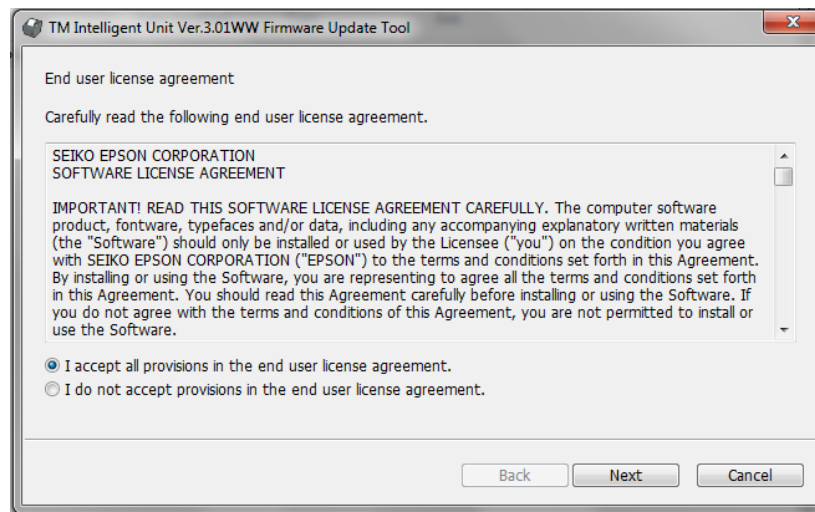 TM Intelligent Unit Ver.3.01WW Firmware Update Tool
End user license agreement
Carefully read the following end user license agreement.
SEIKO EPSON CORPORATION
SOFTWARE LICENSE AGREEMENT
IMPORTANT! READ THIS SOFTWARE LICENSE AGREEMENT CAREFULLY. The computer software
product, fontware, typefaces and/or data, including any accompanying explanatory written materials
(the "Software") should only be installed or used by the Licensee ("you") on the condition you agree
with SEIKO EPSON CORPORATION ("EPSON") to the terms and conditions set forth in this Agreement.
By installing or using the Software, you are representing to agree all the terms and conditions set forth
in this Agreement. You should read this Agreement carefully before installing or using the Software. If
you do not agree with the terms and conditions of this Agreement, you are not permitted to install or
use the Software.
I accept all provisions in the end user license agreement.
I do not accept provisions in the end user license agreement.
Back Next Cancel